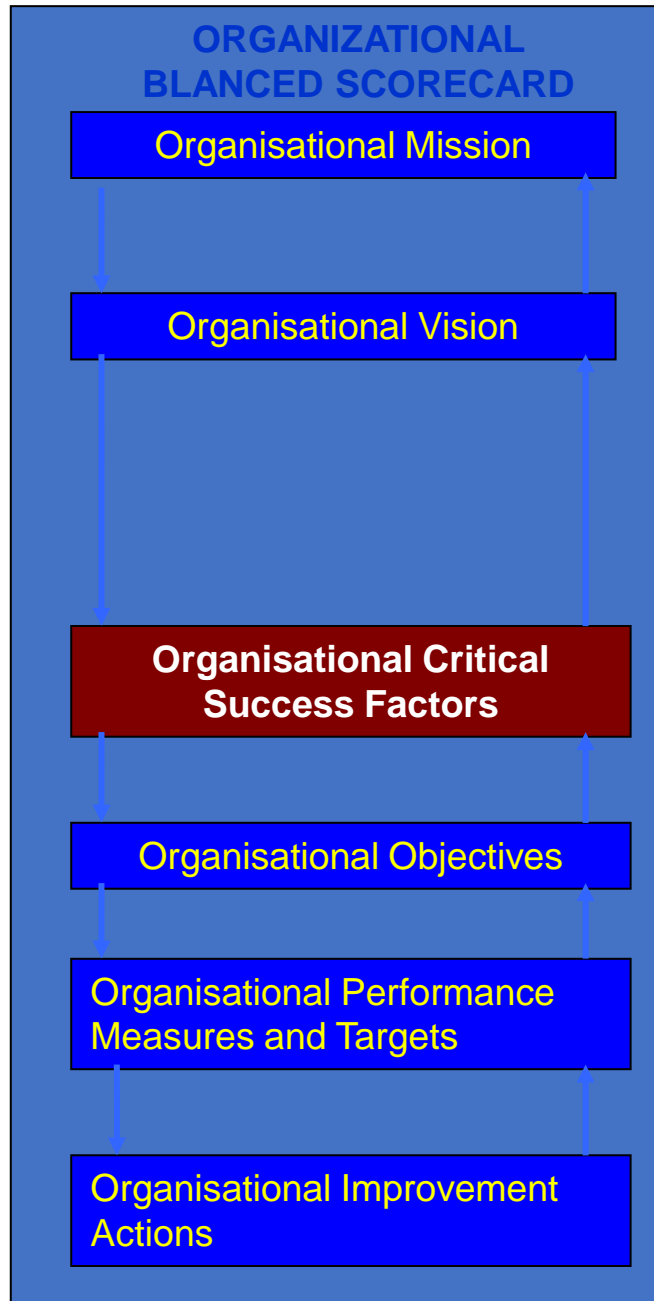 ORGANIZATIONAL
BLANCED SCORECARD
Organisational Mission
Organisational Vision
Organisational Critical
Success Factors
Organisational Objectives
Organisational Performance
Measures and Targets
Organisational Improvement
Actions